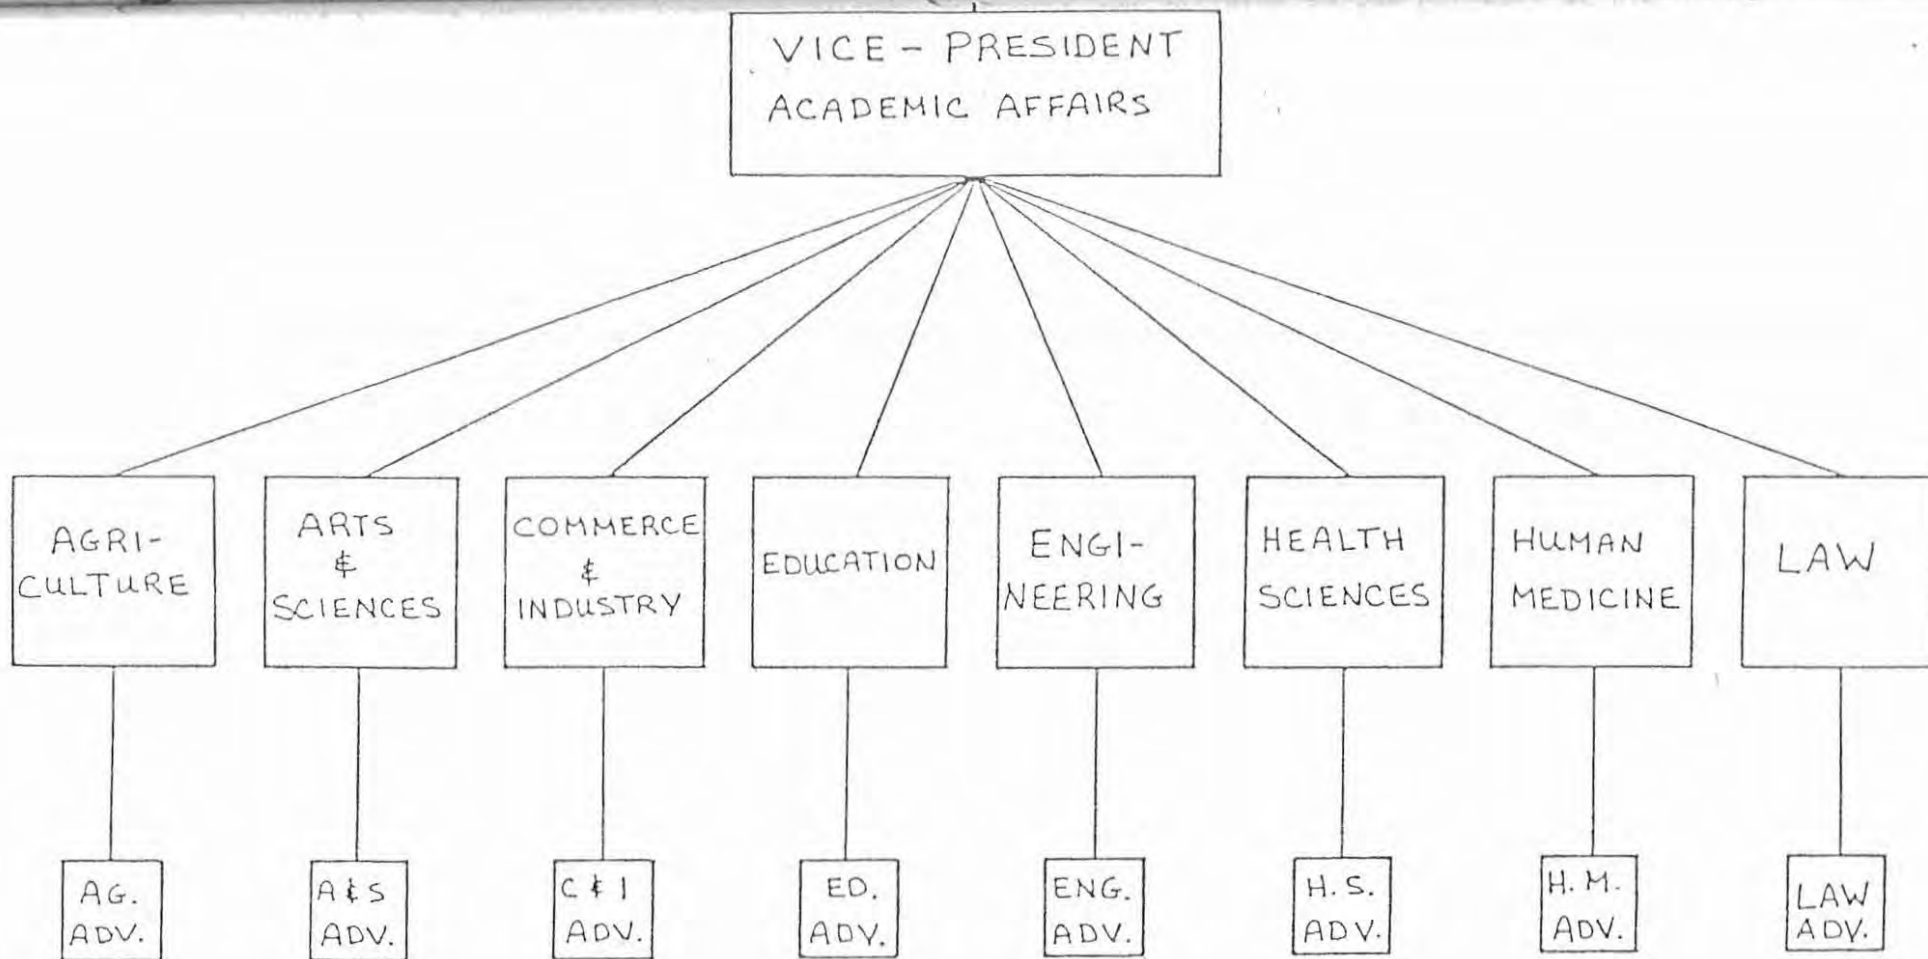 VICE - PRESIDENT
ACADEMIC AFFAIRS
AGRI-
CULTURE
ARTS
&
SCIENCES
COMMERCE
&
INDUSTRY
EDUCATION
ENGI-
NEERING
HEALTH
SCIENCES
HUMAN
MEDICINE
LAW
AG.
ADV.
A & S
ADV.
C & I
ADV.
ED.
ADV.
ENG.
ADV.
H. S.
ADV.
H. M.
ADV.
LAW
ADV.